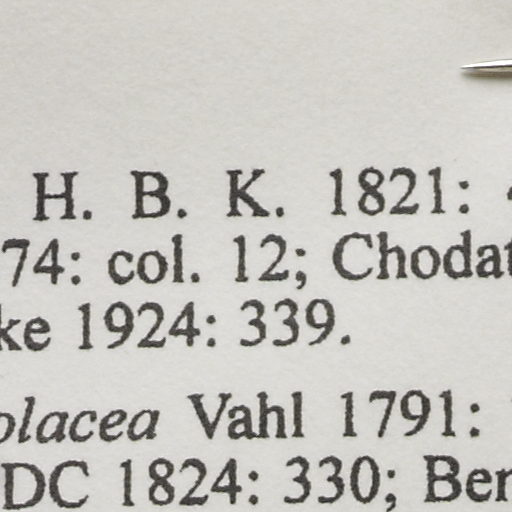 H. B. K. 1821:
74: col. 12; Chodat
ke 1924: 339.
olacea Vahl 1791:
DC 1824: 330; Ber